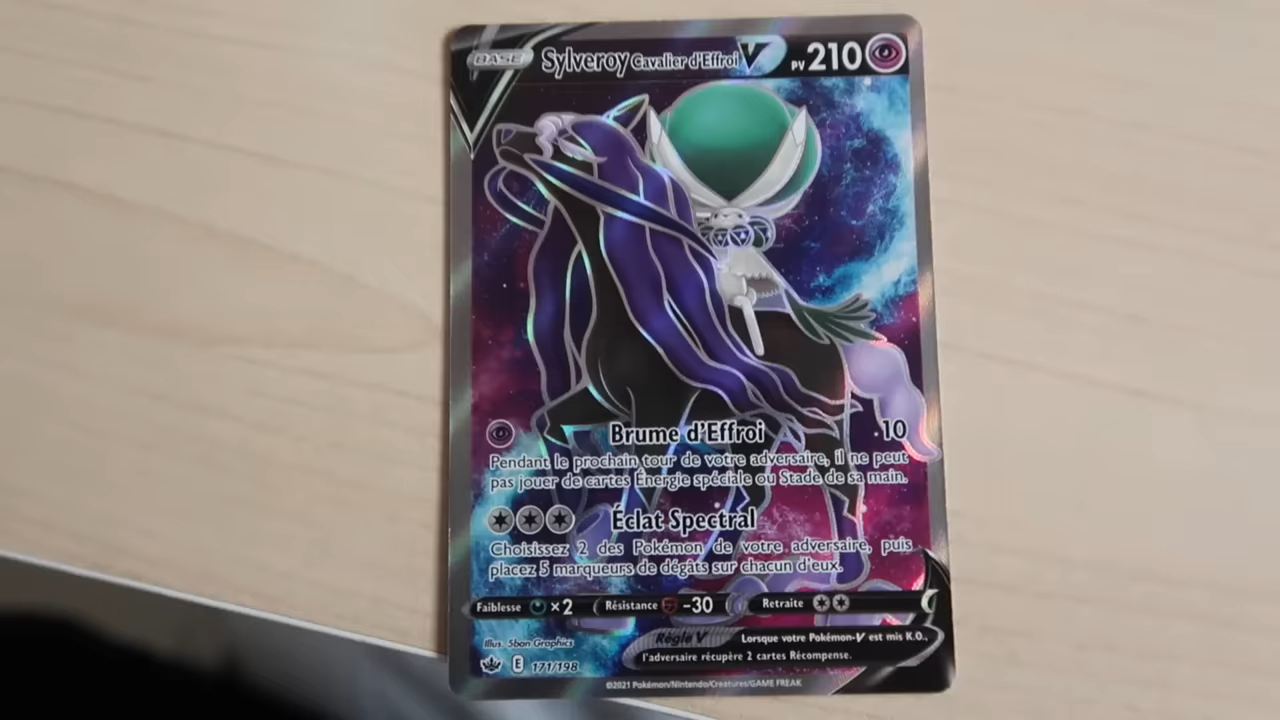 BASE Sylveroy Cavalier d'Effroi V PV 210
Brume d'Effroi 10
Pendant le prochain tour de votre adversaire, il ne peut
pas jouer de cartes Énergie spéciale ou Stade de sa main.
Éclat Spectral
Choisissez 2 des Pokémon de votre adversaire, puis
placez 5 marqueurs de dégâts sur chacun d'eux.
Faiblesse ×2 Résistance -30 Retraite
Illus. 5ban Graphics
Règle V Lorsque votre Pokémon-V est mis K.O.,
l'adversaire récupère 2 cartes Récompense.
E 171/198
©2021 Pokémon/Nintendo/Creatures/GAME FREAK